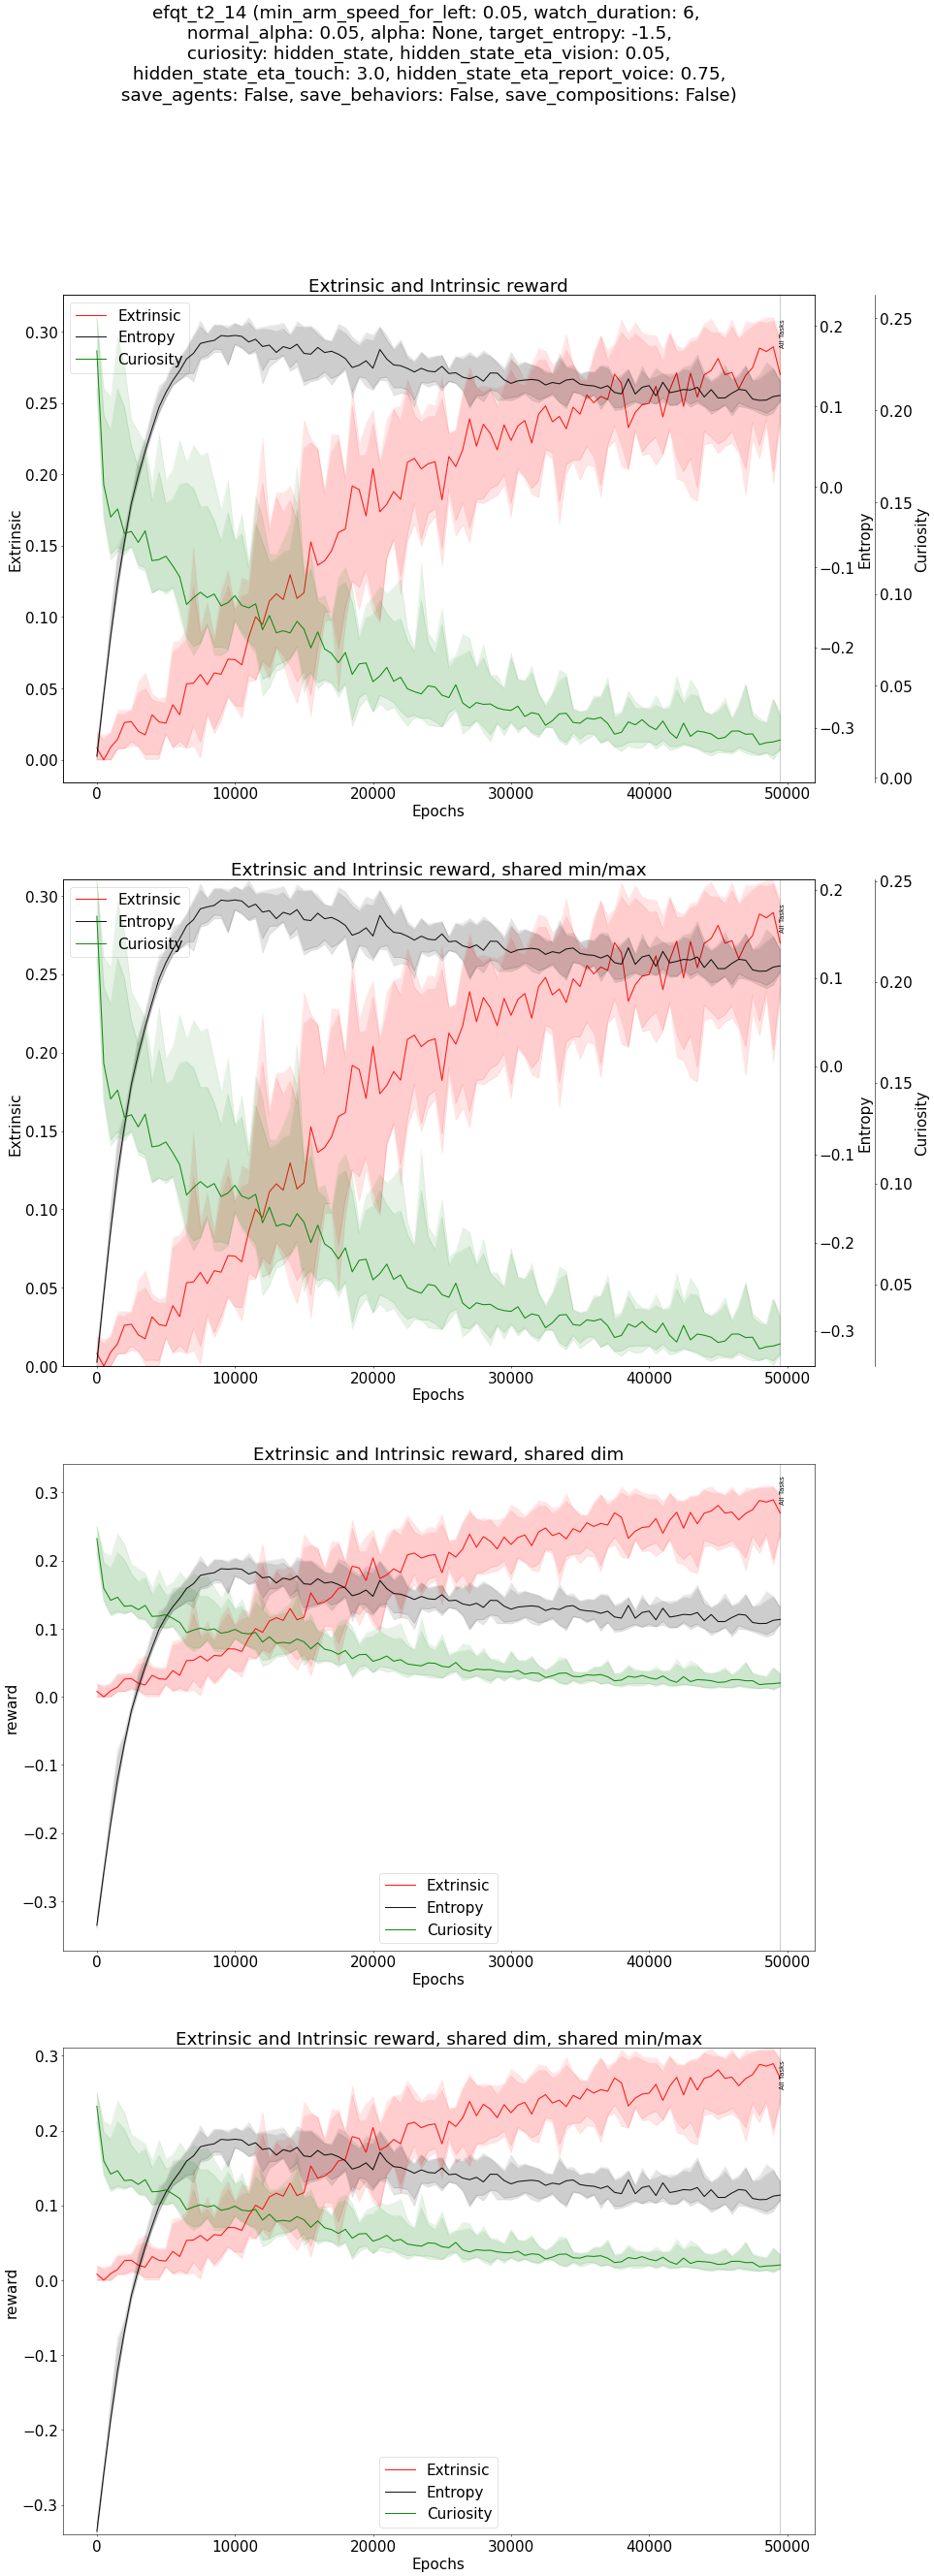 efqt_t2_14 (min_arm_speed_for_left: 0.05, watch_duration: 6,
normal_alpha: 0.05, alpha: None, target_entropy: -1.5,
curiosity: hidden_state, hidden_state_eta_vision: 0.05,
hidden_state_eta_touch: 3.0, hidden_state_eta_report_voice: 0.75,
save_agents: False, save_behaviors: False, save_compositions: False)
Extrinsic and Intrinsic reward
Extrinsic
Entropy
Curiosity
All Tasks
0.30
0.25
0.20
0.15
0.10
0.05
0.00
Extrinsic
0.2
0.1
0.0
−0.1
−0.2
−0.3
Entropy
0.25
0.20
0.15
0.10
0.05
0.00
Curiosity
0 10000 20000 30000 40000 50000
Epochs
Extrinsic and Intrinsic reward, shared min/max
Extrinsic
Entropy
Curiosity
All Tasks
0.30
0.25
0.20
0.15
0.10
0.05
0.00
Extrinsic
0.2
0.1
0.0
−0.1
−0.2
−0.3
Entropy
0.25
0.20
0.15
0.10
0.05
Curiosity
0 10000 20000 30000 40000 50000
Epochs
Extrinsic and Intrinsic reward, shared dim
All Tasks
0.3
0.2
0.1
0.0
−0.1
−0.2
−0.3
reward
Extrinsic
Entropy
Curiosity
0 10000 20000 30000 40000 50000
Epochs
Extrinsic and Intrinsic reward, shared dim, shared min/max
All Tasks
0.3
0.2
0.1
0.0
−0.1
−0.2
−0.3
reward
Extrinsic
Entropy
Curiosity
0 10000 20000 30000 40000 50000
Epochs